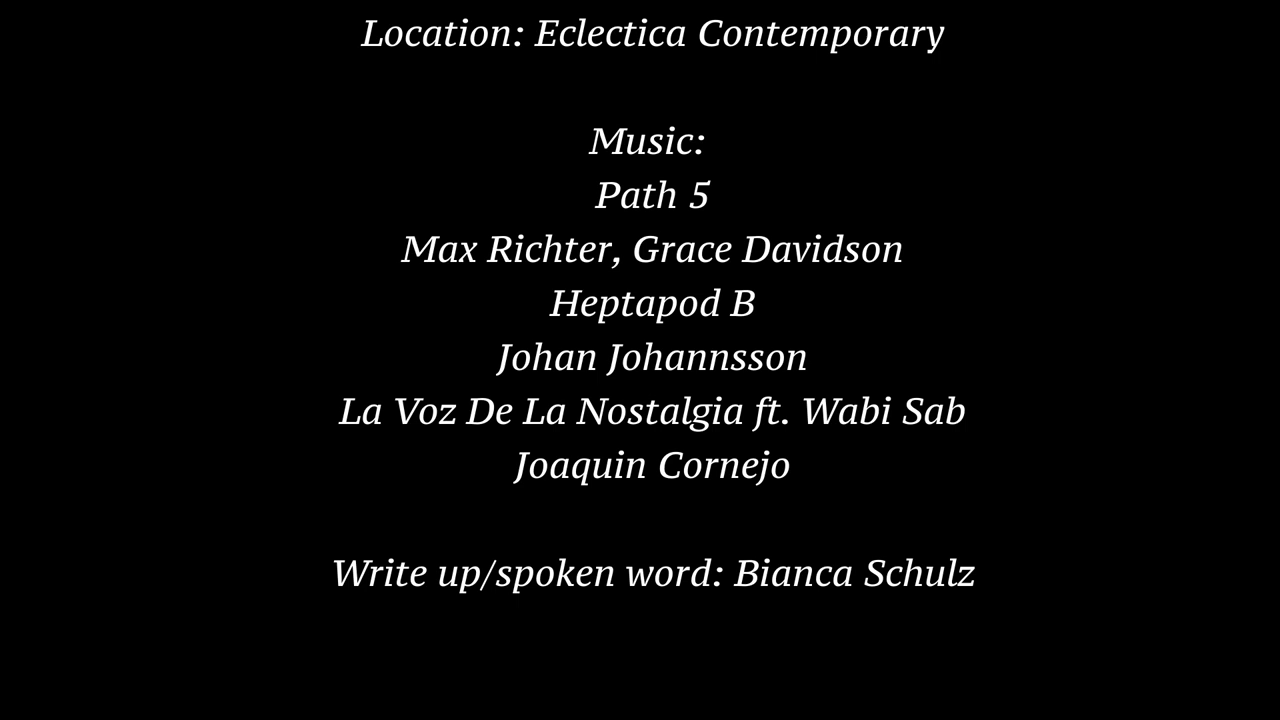 Location: Eclectica Contemporary
Music:
Path 5
Max Richter, Grace Davidson
Heptapod B
Johan Johannsson
La Voz De La Nostalgia ft. Wabi Sab
Joaquin Cornejo
Write up/spoken word: Bianca Schulz